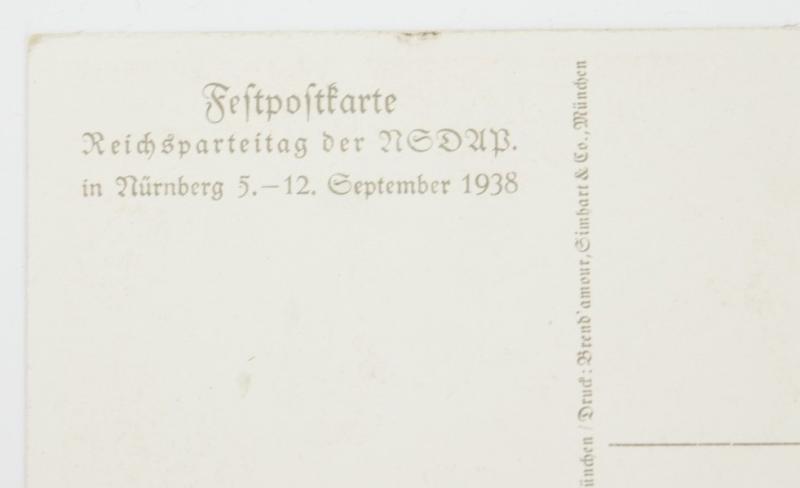 Feſtpoſtkarte
Reichsparteitag der NSDAP.
in Nürnberg 5.–12. September 1938
ünchen / Druck: Brend'amour, Simhart & Co., München